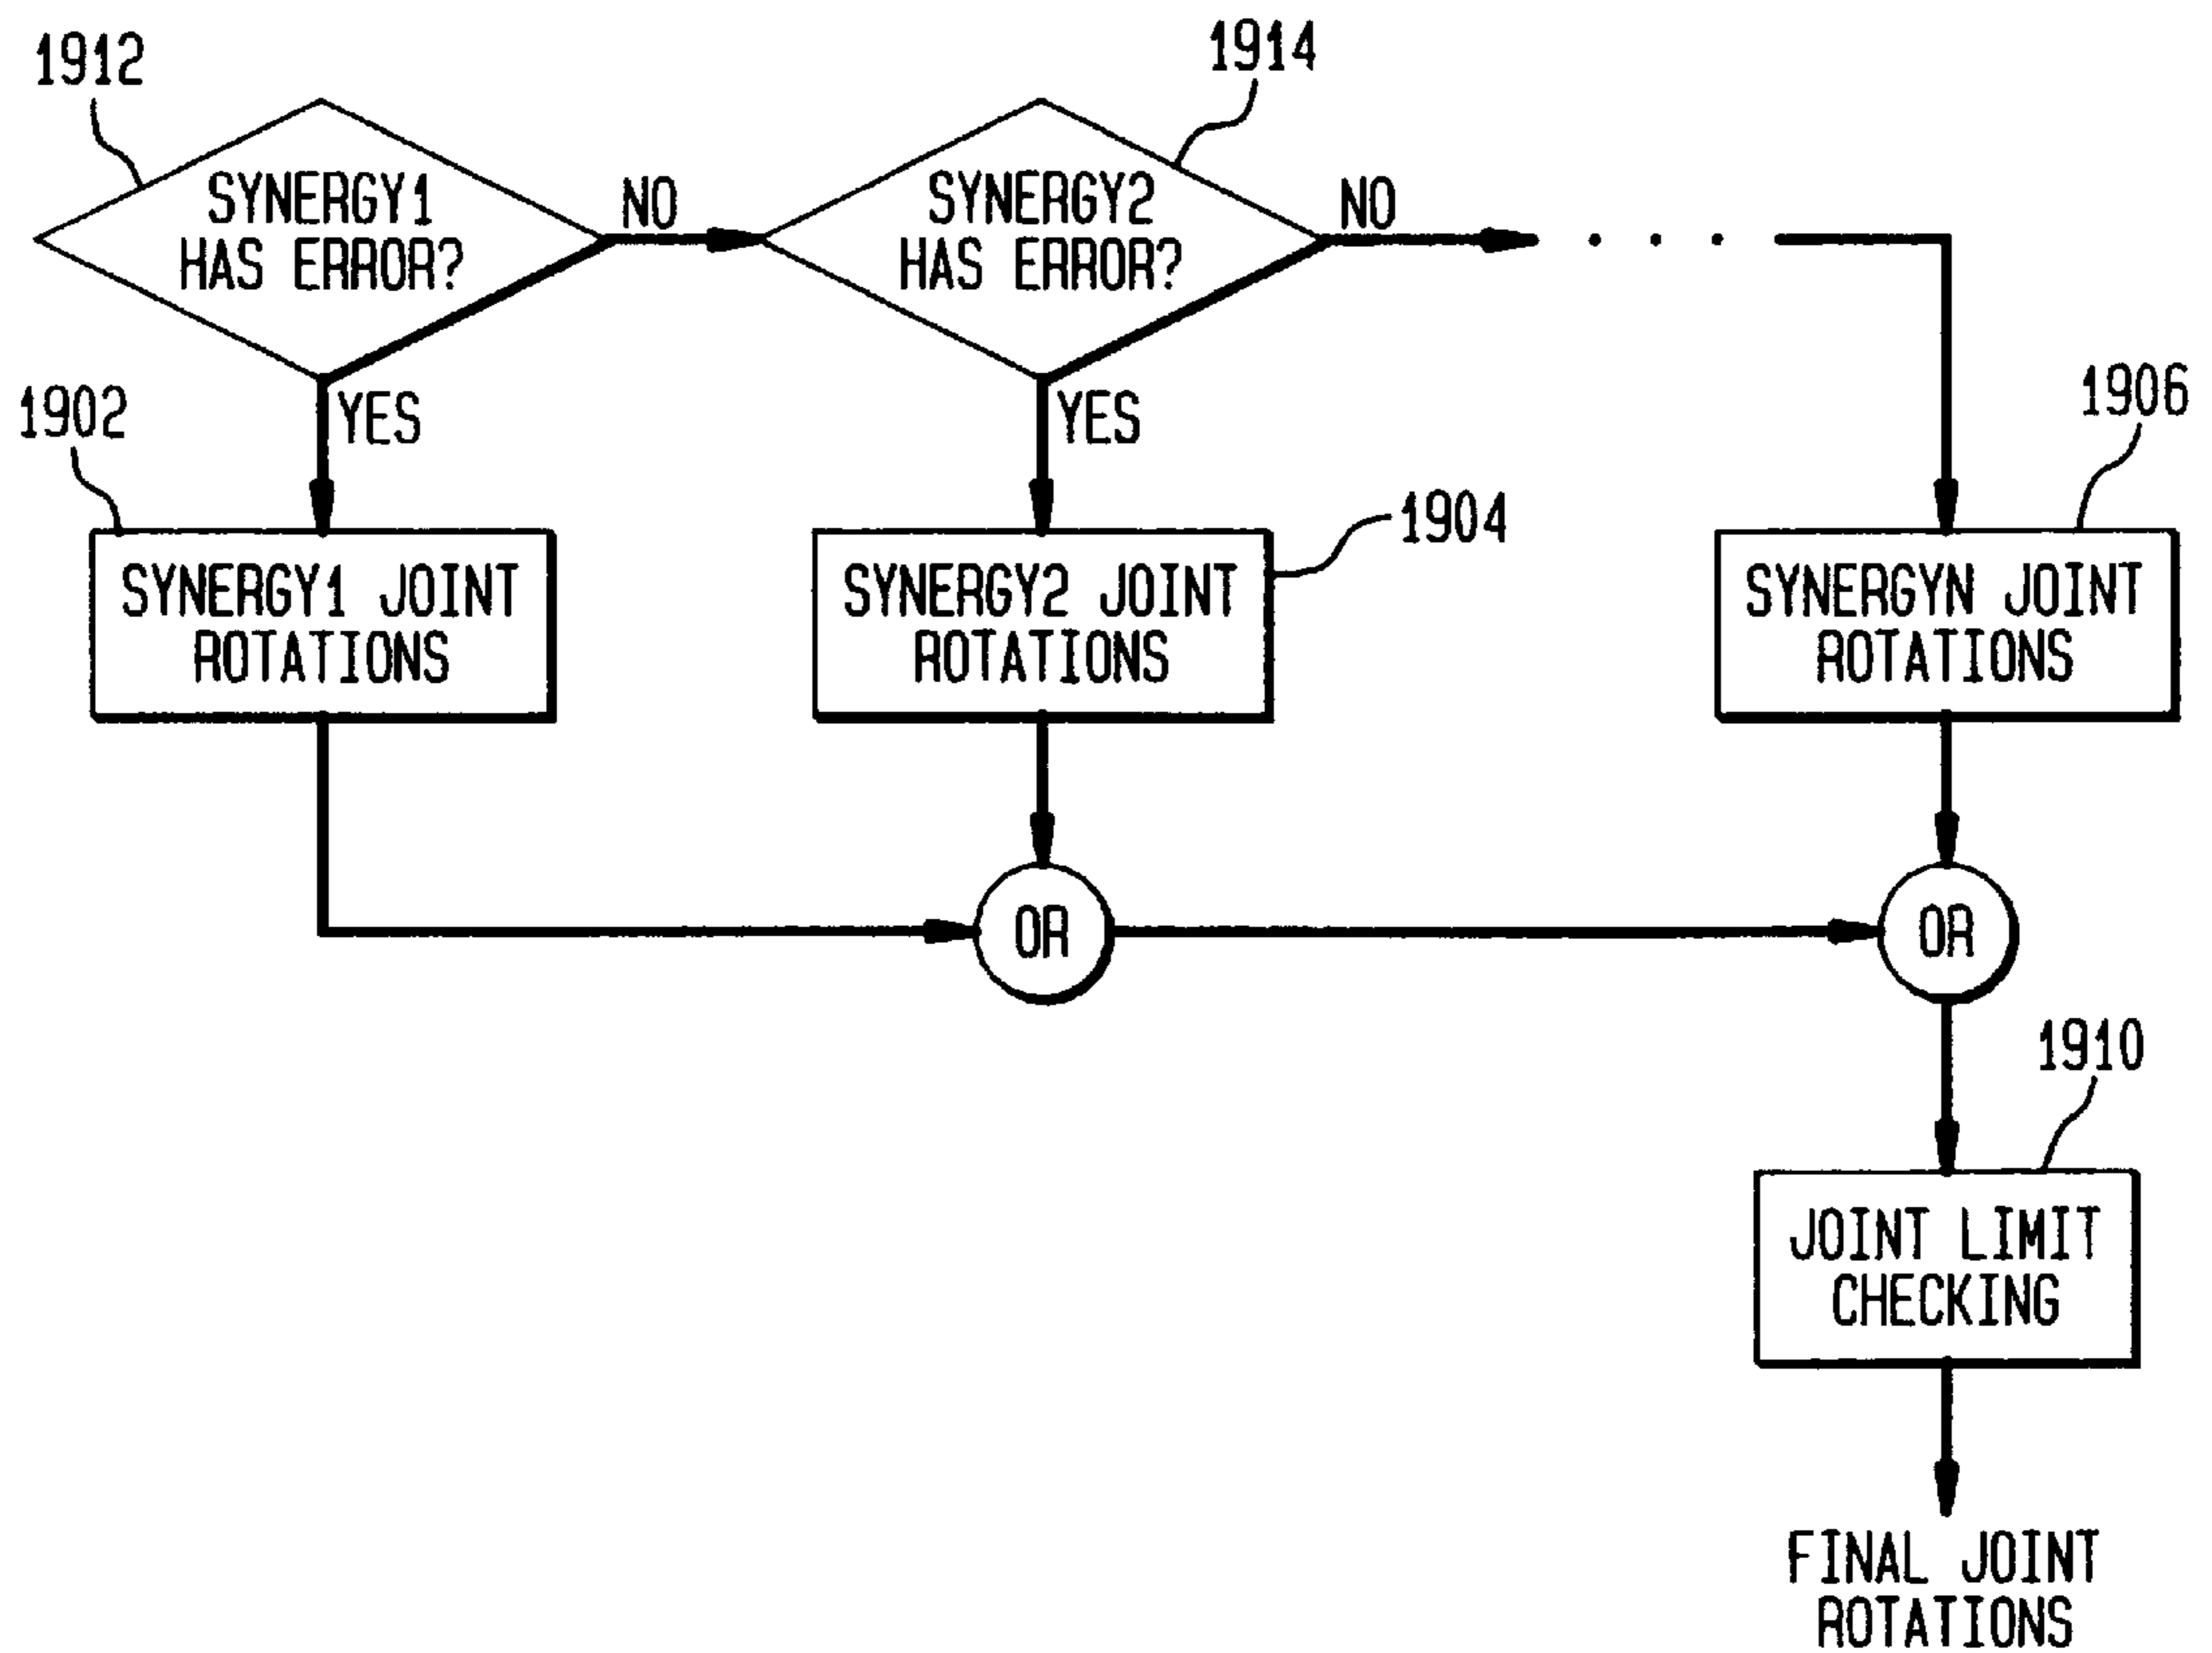 1912
1914
SYNERGY1
HAS ERROR?
NO
SYNERGY2
HAS ERROR?
NO
. . .
1902
YES
YES
1906
1904
SYNERGY1 JOINT
ROTATIONS
SYNERGY2 JOINT
ROTATIONS
SYNERGYN JOINT
ROTATIONS
OR
OR
1910
JOINT LIMIT
CHECKING
FINAL JOINT
ROTATIONS